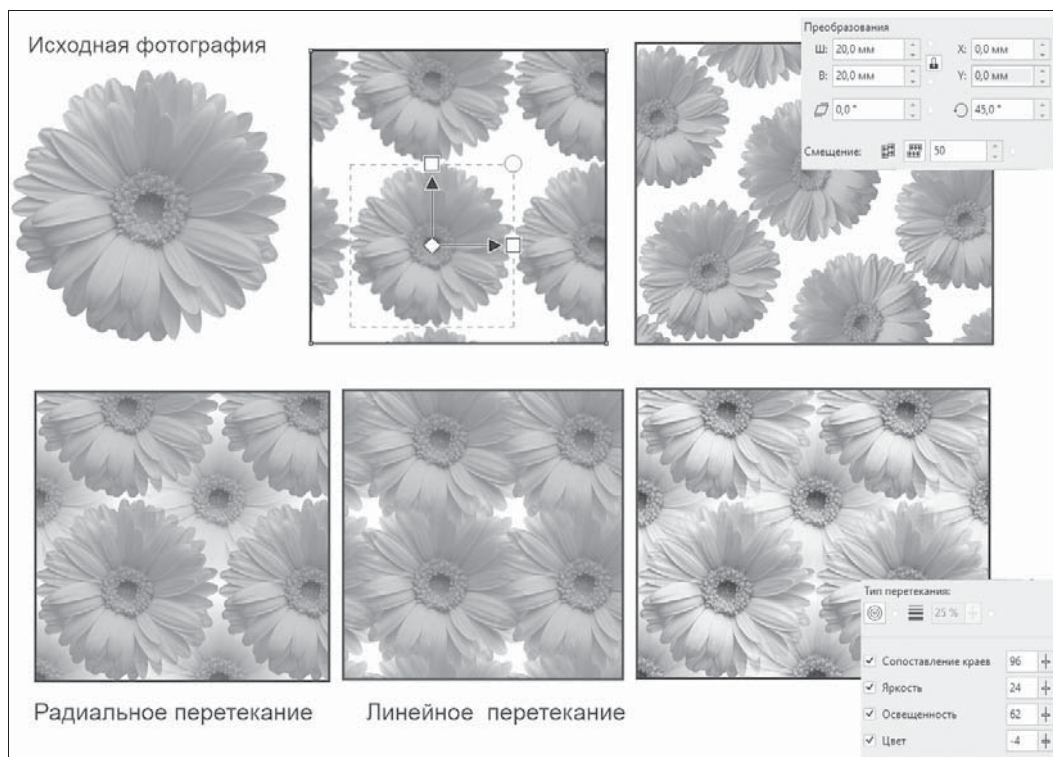 Исходная фотография
Преобразования
Ш: 20,0 мм X: 0,0 мм
В: 20,0 мм Y: 0,0 мм
0,0 ° 45,0 °
Смещение: 50
Радиальное перетекание
Линейное перетекание
Тип перетекания:
25 %
Сопоставление краев 96
Яркость 24
Освещенность 62
Цвет -4